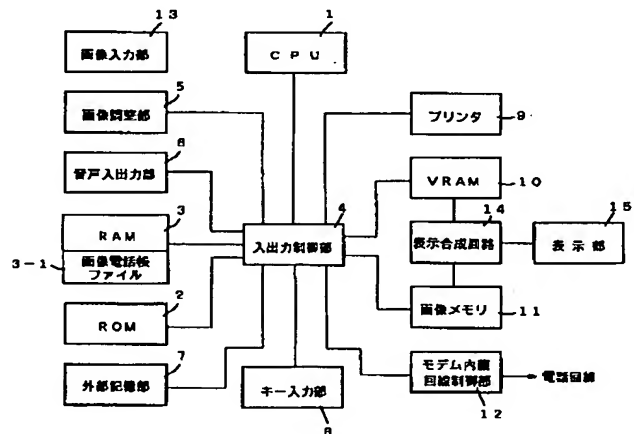 13
画像入力部
1
CPU
5
画像調整部
プリンタ
9
6
音声入出力部
VRAM
10
3
RAM
4
入出力制御部
14
表示合成回路
15
表示部
3-1
画像電話帳
ファイル
2
ROM
画像メモリ
11
7
外部記憶部
キー入力部
8
モデム内蔵
回線制御部
12
電話回線